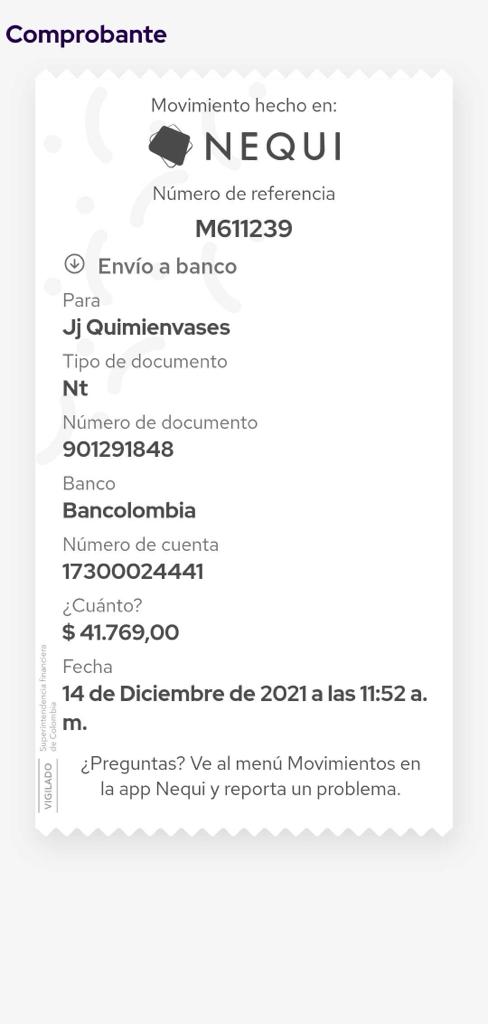 Comprobante
Movimiento hecho en:
NEQUI
Número de referencia
M611239
Envío a banco
Para
Jj Quimienvases
Tipo de documento
Nt
Número de documento
901291848
Banco
Bancolombia
Número de cuenta
17300024441
¿Cuánto?
$ 41.769,00
Fecha
14 de Diciembre de 2021 a las 11:52 a.
m.
¿Preguntas? Ve al menú Movimientos en
la app Nequi y reporta un problema.
VIGILADO
Superintendencia Financiera
de Colombia